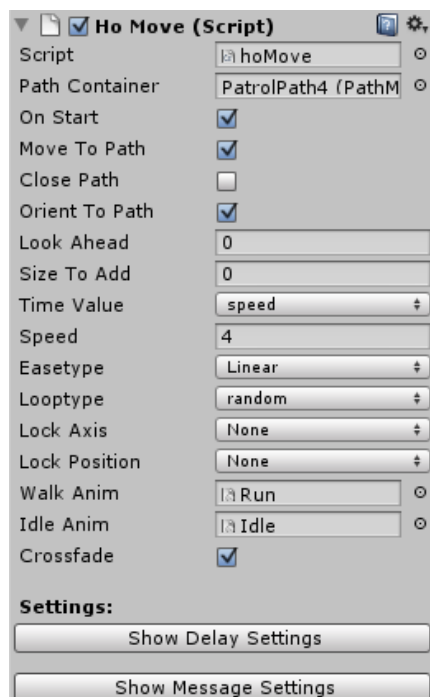 Ho Move (Script)
Script hoMove
Path Container PatrolPath4 (PathM
On Start
Move To Path
Close Path
Orient To Path
Look Ahead 0
Size To Add 0
Time Value speed
Speed 4
Easetype Linear
Looptype random
Lock Axis None
Lock Position None
Walk Anim Run
Idle Anim Idle
Crossfade
Settings:
Show Delay Settings
Show Message Settings